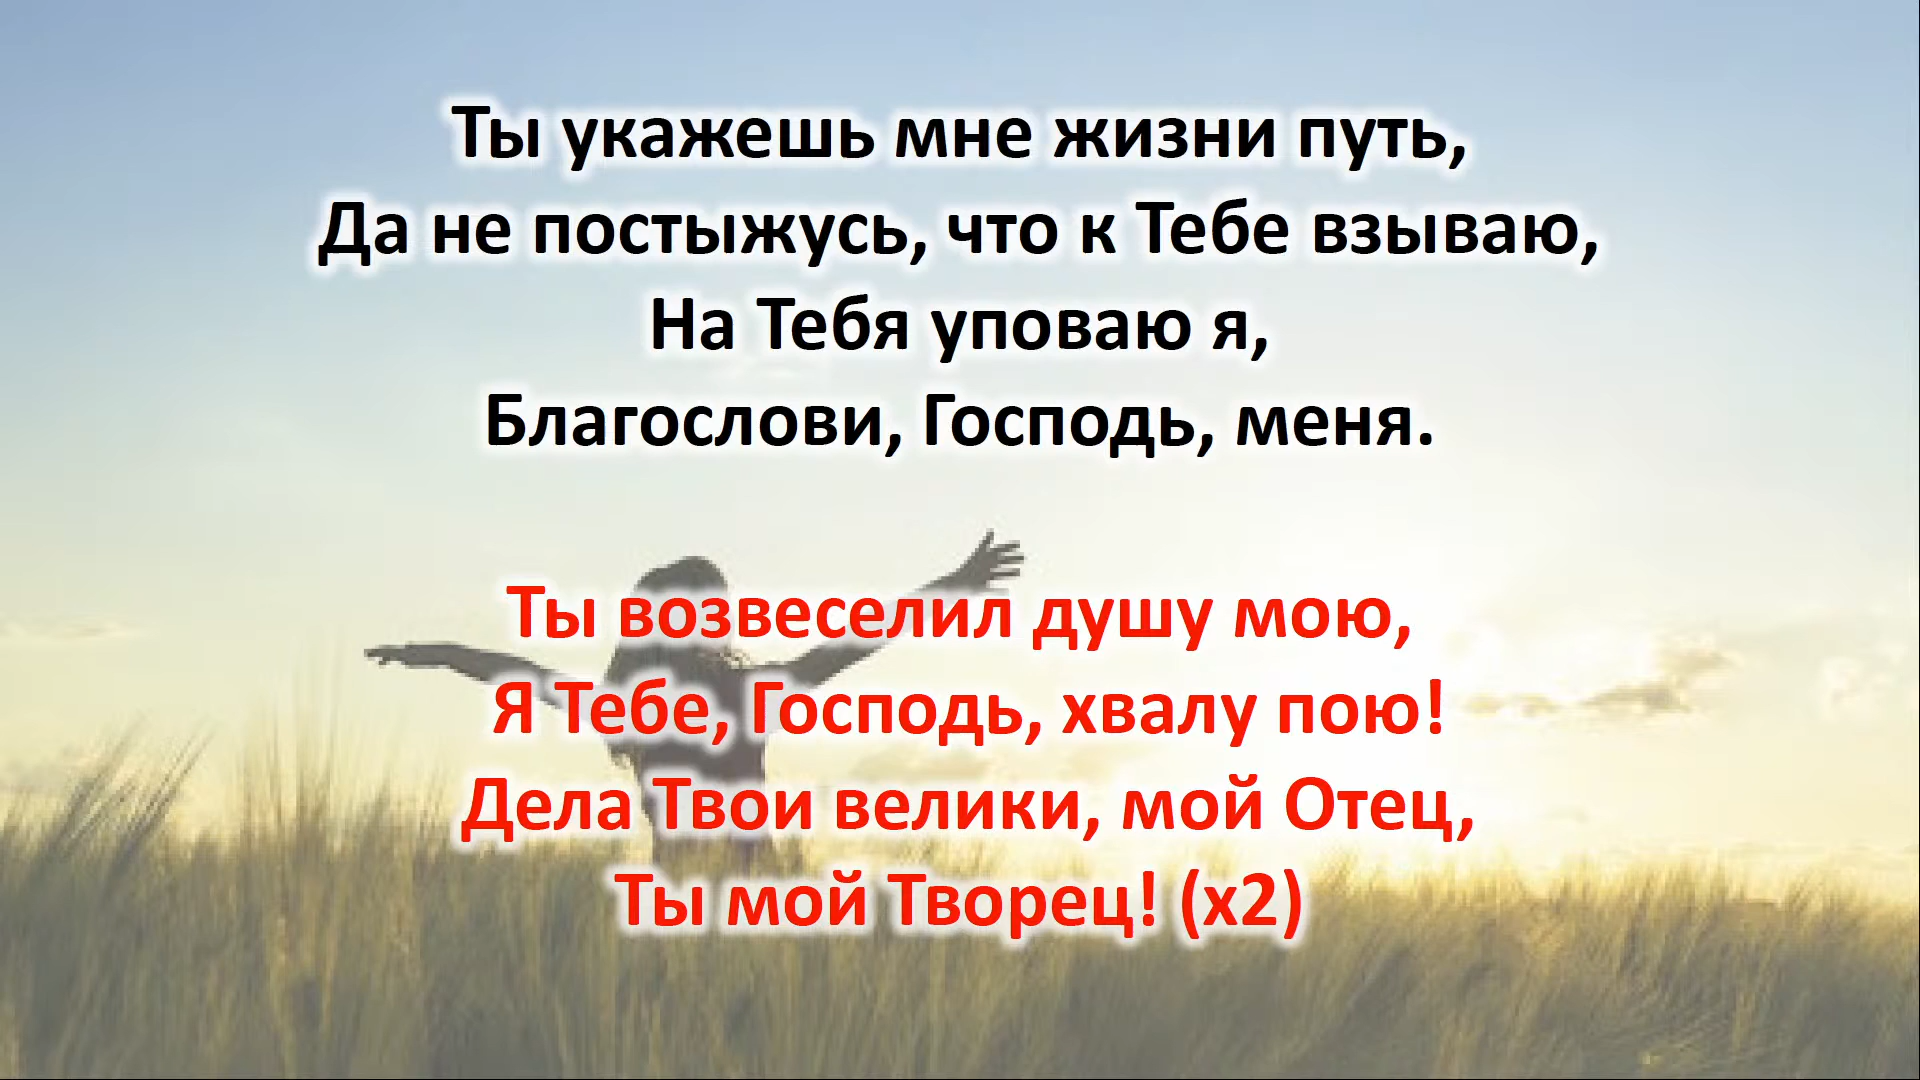 Ты укажешь мне жизни путь,
Да не постыжусь, что к Тебе взываю,
На Тебя уповаю я,
Благослови, Господь, меня.
Ты возвеселил душу мою,
Я Тебе, Господь, хвалу пою!
Дела Твои велики, мой Отец,
Ты мой Творец! (х2)